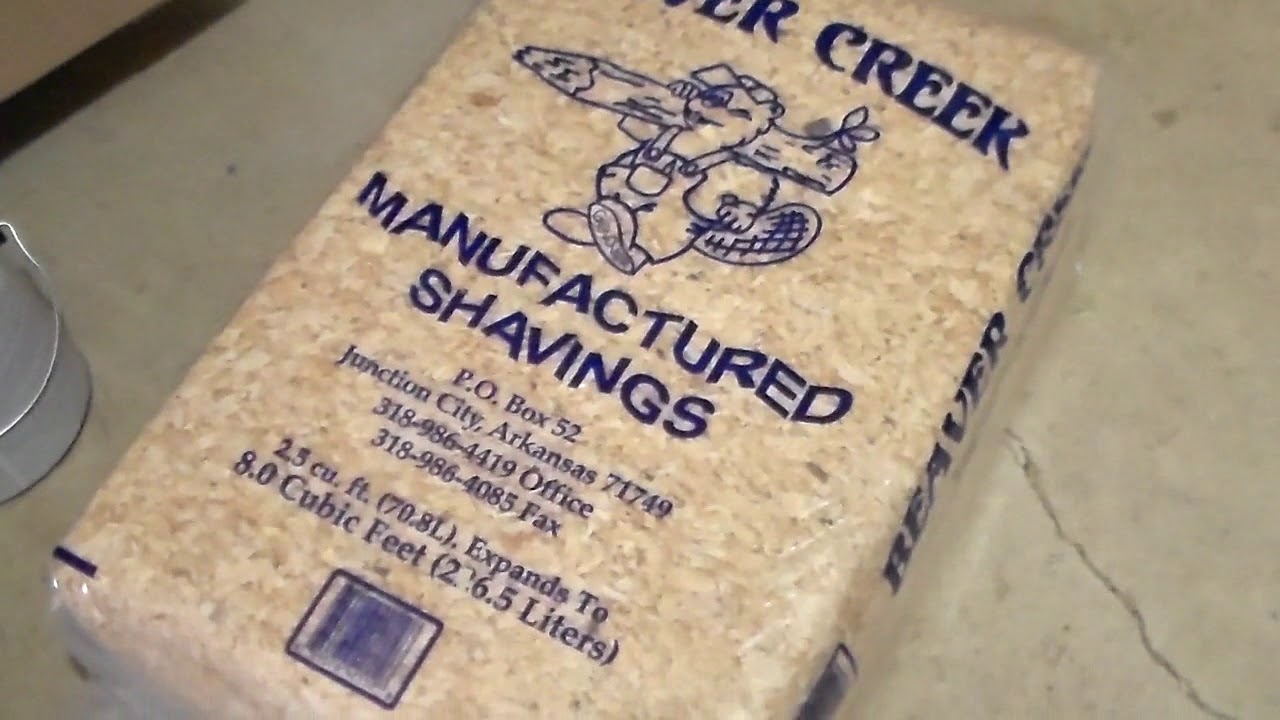 VER CREEK
MANUFACTURED
SHAVINGS
P.O. Box 52
Junction City, Arkansas 71749
318-986-4419 Office
318-986-4085 Fax
2.5 cu. ft. (70.8L), Expands To
8.0 Cubic Feet (226.5 Liters)
BEAVER CREEK